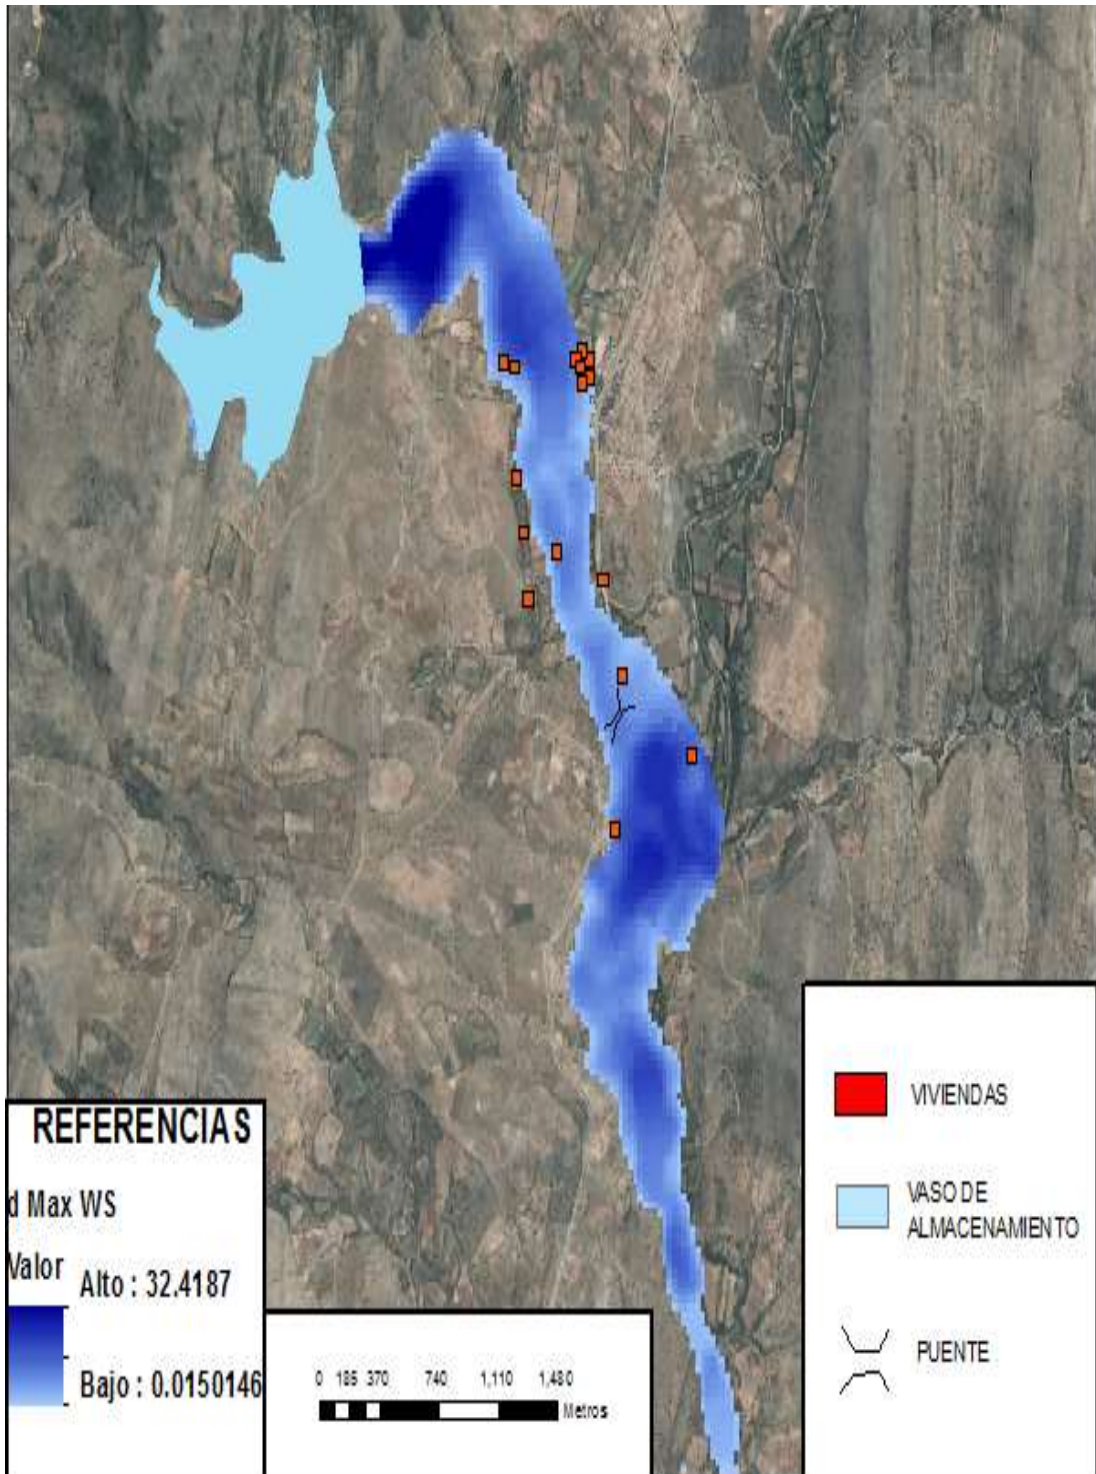 REFERENCIAS
d Max WS
Valor
Alto : 32.4187
Bajo : 0.0150146
0 185 370 740 1,110 1,480
Metros
VIVIENDAS
VASO DE
ALMACENAMIENTO
PUENTE